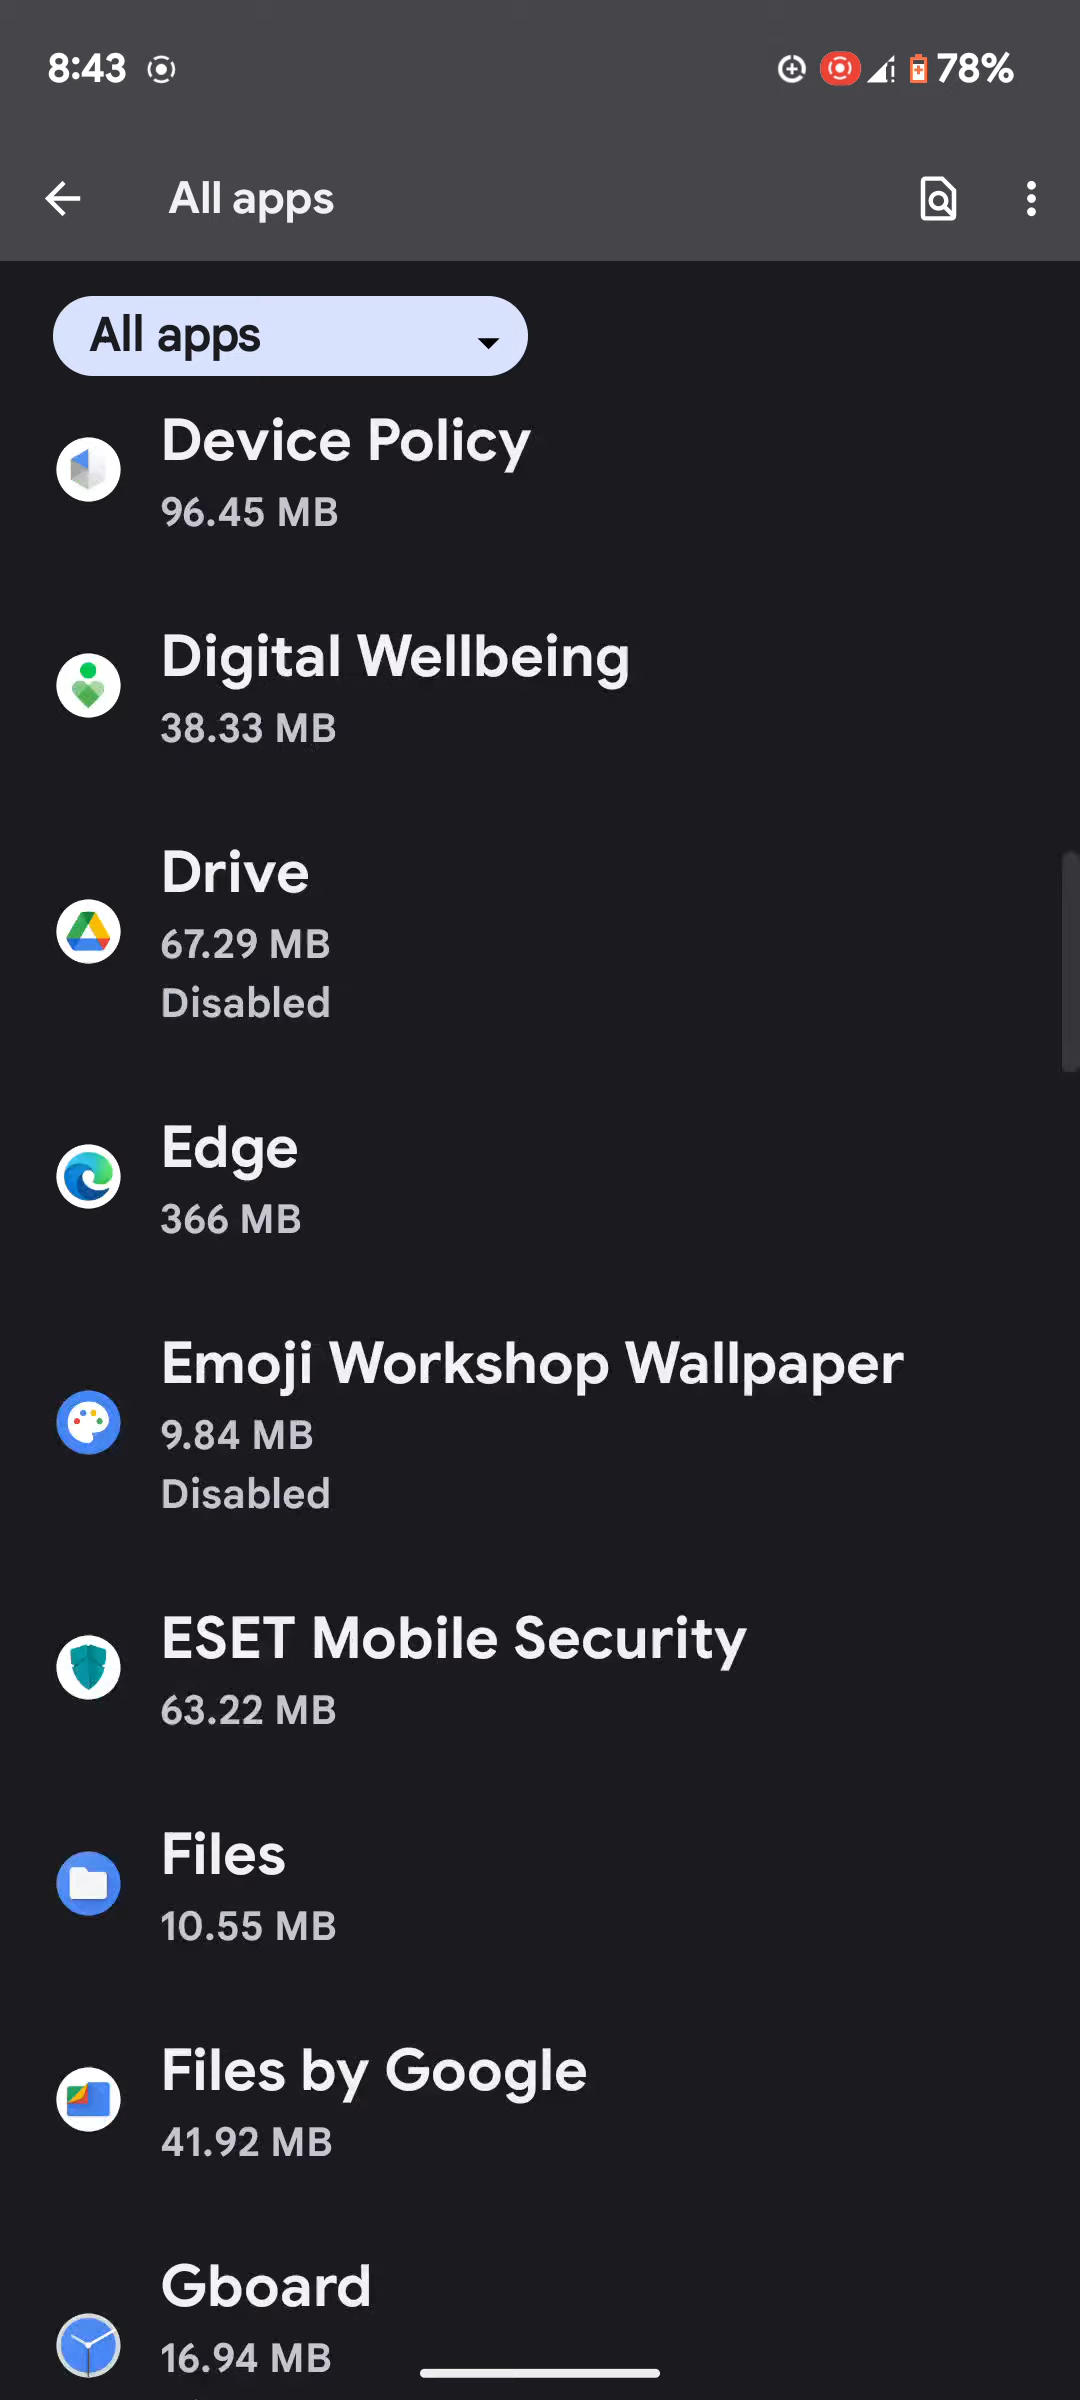 8:43
78%
All apps
All apps
Device Policy
96.45 MB
Digital Wellbeing
38.33 MB
Drive
67.29 MB
Disabled
Edge
366 MB
Emoji Workshop Wallpaper
9.84 MB
Disabled
ESET Mobile Security
63.22 MB
Files
10.55 MB
Files by Google
41.92 MB
Gboard
16.94 MB